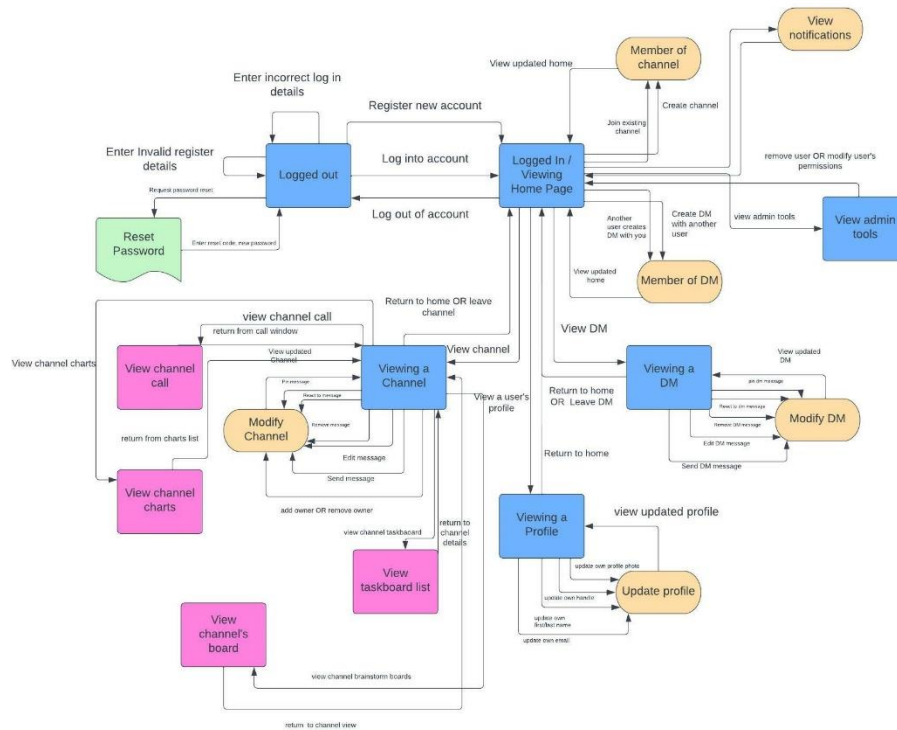 View
notifications
Member of
channel
View updated home
Enter incorrect log in
details
Register new account
Create channel
Join existing
channel
Enter Invalid register
details
Log into account
Logged out
Logged In /
Viewing
Home Page
remove user OR modify user's
permissions
Request password reset
Log out of account
Reset
Password
Enter reset code, new password
Another
user creates
DM with you
Create DM
with another
user
view admin tools
View admin
tools
View updated
home
Member of DM
Return to home OR leave
channel
view channel call
return from call window
View channel
View DM
View channel charts
View updated
Channel
View channel
call
Viewing a
Channel
View a user's
profile
Return to home
OR Leave DM
Viewing a
DM
View updated
DM
Pin message
React to message
Remove message
Modify
Channel
pin dm message
React to dm message
Remove DM message
Modify DM
return from charts list
Edit message
Edit DM message
Send message
Send DM message
Return to home
View channel
charts
add owner OR remove owner
return to
channel
details
Viewing a
Profile
view updated profile
view channel taskbaoard
View
taskboard list
update own profile photo
update own handle
Update profile
update own
first/last name
update own email
View
channel's
board
view channel brainstorm boards
return to channel view